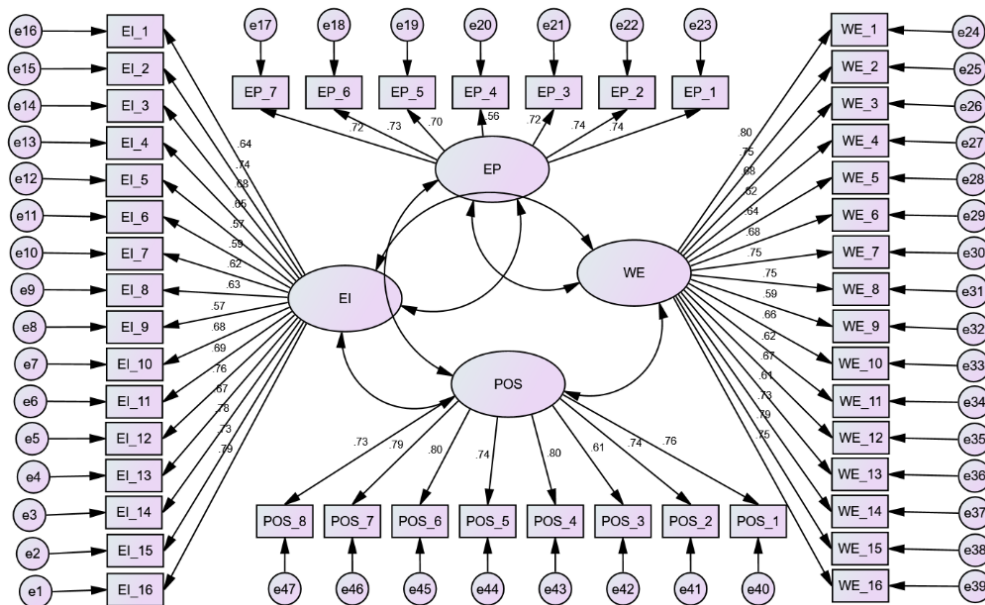 e16 EI_1
e15 EI_2
e14 EI_3
e13 EI_4
e12 EI_5
e11 EI_6
e10 EI_7
e9 EI_8
e8 EI_9
e7 EI_10
e6 EI_11
e5 EI_12
e4 EI_13
e3 EI_14
e2 EI_15
e1 EI_16
.64
.74
.68
.65
.57
.59
.62
.63
.57
.68
.69
.76
.67
.78
.73
.79
EI
e17 e18 e19 e20 e21 e22 e23
EP_7 EP_6 EP_5 EP_4 EP_3 EP_2 EP_1
.72 .73 .70 .56 .72 .74 .74
EP
WE
POS
.73 .79 .80 .74 .80 .61 .74 .76
POS_8 POS_7 POS_6 POS_5 POS_4 POS_3 POS_2 POS_1
e47 e46 e45 e44 e43 e42 e41 e40
.80
.75
.68
.62
.64
.68
.75
.75
.59
.66
.62
.67
.61
.73
.79
.75
WE_1 e24
WE_2 e25
WE_3 e26
WE_4 e27
WE_5 e28
WE_6 e29
WE_7 e30
WE_8 e31
WE_9 e32
WE_10 e33
WE_11 e34
WE_12 e35
WE_13 e36
WE_14 e37
WE_15 e38
WE_16 e39